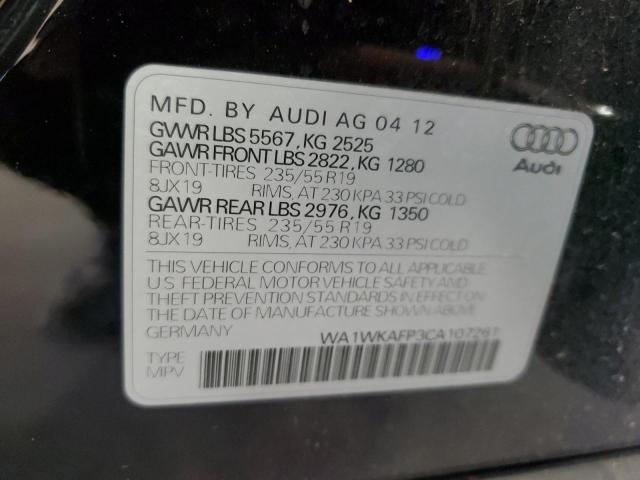 MFD. BY AUDI AG 04 12
GVWR LBS 5567, KG 2525
GAWR FRONT LBS 2822, KG 1280
FRONT-TIRES 235/55 R19
8JX19 RIMS, AT 230 KPA 33 PSI COLD
GAWR REAR LBS 2976, KG 1350
REAR-TIRES 235/55 R19
8JX19 RIMS, AT 230 KPA 33 PSI COLD
Audi
THIS VEHICLE CONFORMS TO ALL APPLICABLE
U.S. FEDERAL MOTOR VEHICLE SAFETY AND
THEFT PREVENTION STANDARDS IN EFFECT ON
THE DATE OF MANUFACTURE SHOWN ABOVE
GERMANY WA1WKAFP3CA107261
TYPE
MPV